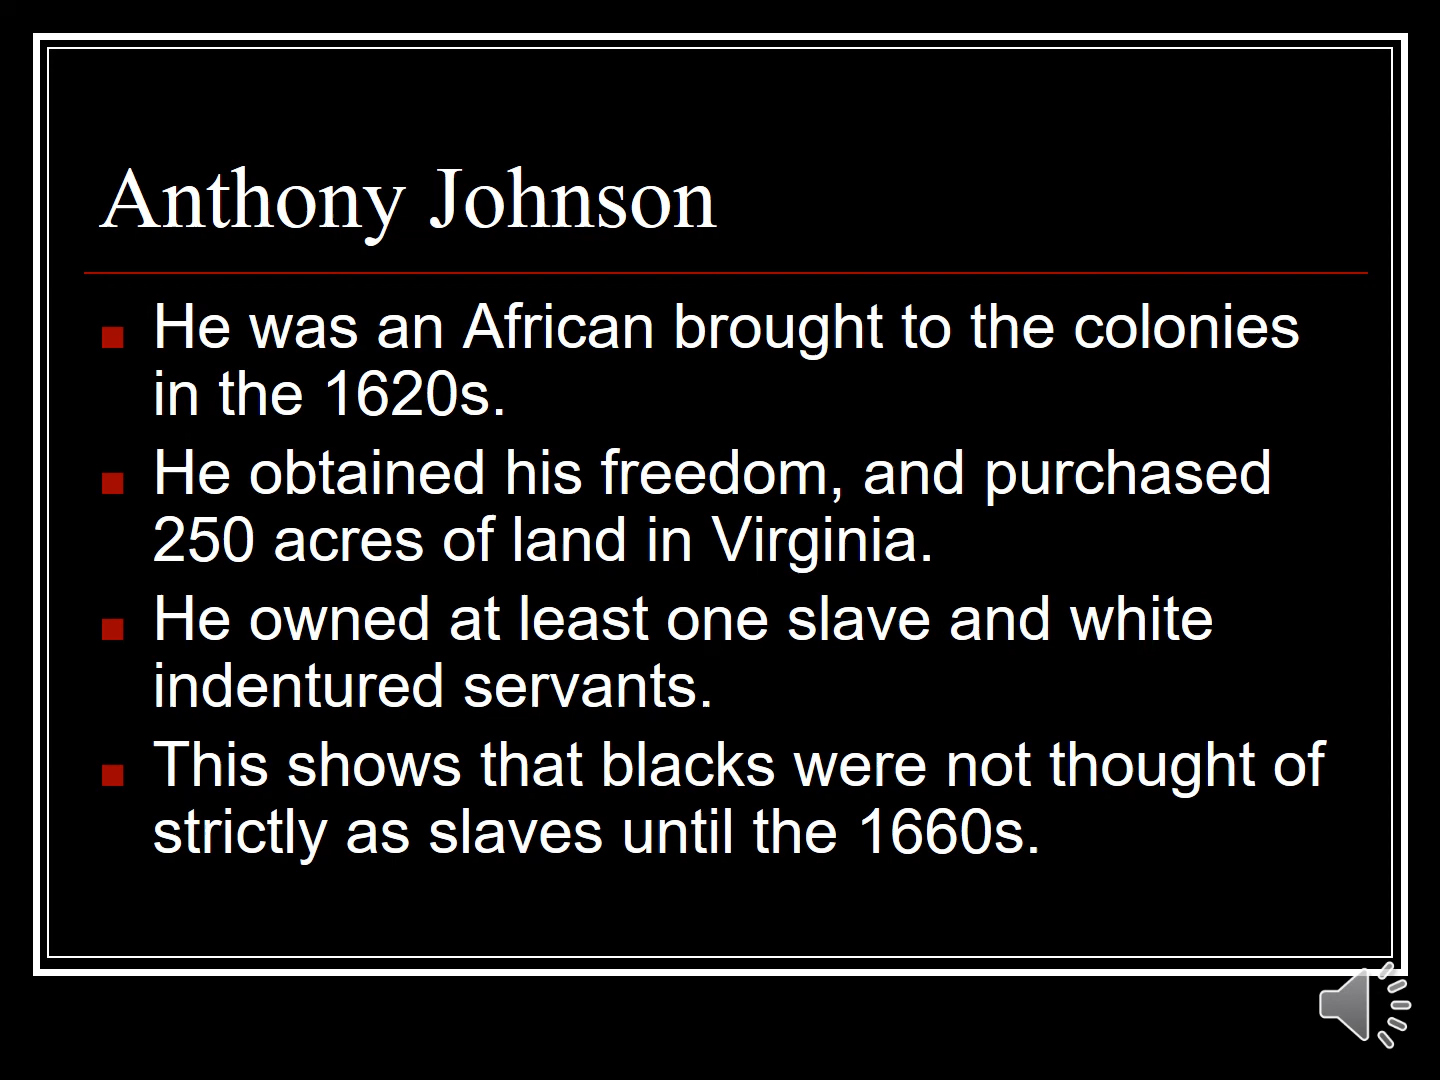 Anthony Johnson
He was an African brought to the colonies
in the 1620s.
He obtained his freedom, and purchased
250 acres of land in Virginia.
He owned at least one slave and white
indentured servants.
This shows that blacks were not thought of
strictly as slaves until the 1660s.